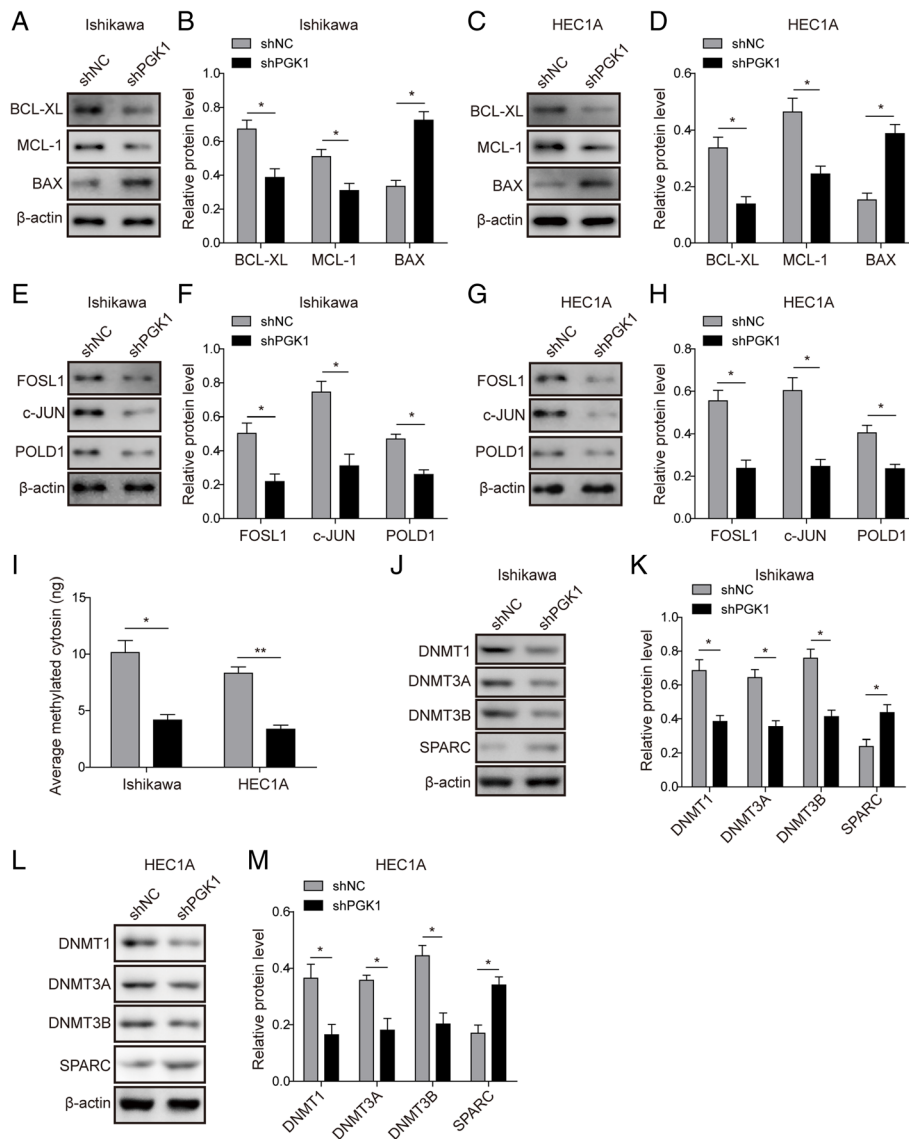 A
Ishikawa
shNC shPGK1
BCL-XL
MCL-1
BAX
β-actin
B
Ishikawa
shNC
shPGK1
Relative protein level
0.8
0.6
0.4
0.2
0.0
* * *
BCL-XL MCL-1 BAX
C
HEC1A
shNC shPGK1
BCL-XL
MCL-1
BAX
β-actin
D
HEC1A
shNC
shPGK1
Relative protein level
0.6
0.4
0.2
0.0
* * *
BCL-XL MCL-1 BAX
E
Ishikawa
shNC shPGK1
FOSL1
c-JUN
POLD1
β-actin
F
Ishikawa
shNC
shPGK1
Relative protein level
1.0
0.8
0.6
0.4
0.2
0.0
* * *
FOSL1 c-JUN POLD1
G
HEC1A
shNC shPGK1
FOSL1
c-JUN
POLD1
β-actin
H
HEC1A
shNC
shPGK1
Relative protein level
0.8
0.6
0.4
0.2
0.0
* * *
FOSL1 c-JUN POLD1
I
Average methylated cytosin (ng)
15
10
5
0
* **
Ishikawa HEC1A
J
Ishikawa
shNC shPGK1
DNMT1
DNMT3A
DNMT3B
SPARC
β-actin
K
Ishikawa
shNC
shPGK1
Relative protein level
1.0
0.8
0.6
0.4
0.2
0.0
* * * *
DNMT1 DNMT3A DNMT3B SPARC
L
HEC1A
shNC shPGK1
DNMT1
DNMT3A
DNMT3B
SPARC
β-actin
M
HEC1A
shNC
shPGK1
Relative protein level
0.6
0.4
0.2
0.0
* * * *
DNMT1 DNMT3A DNMT3B SPARC